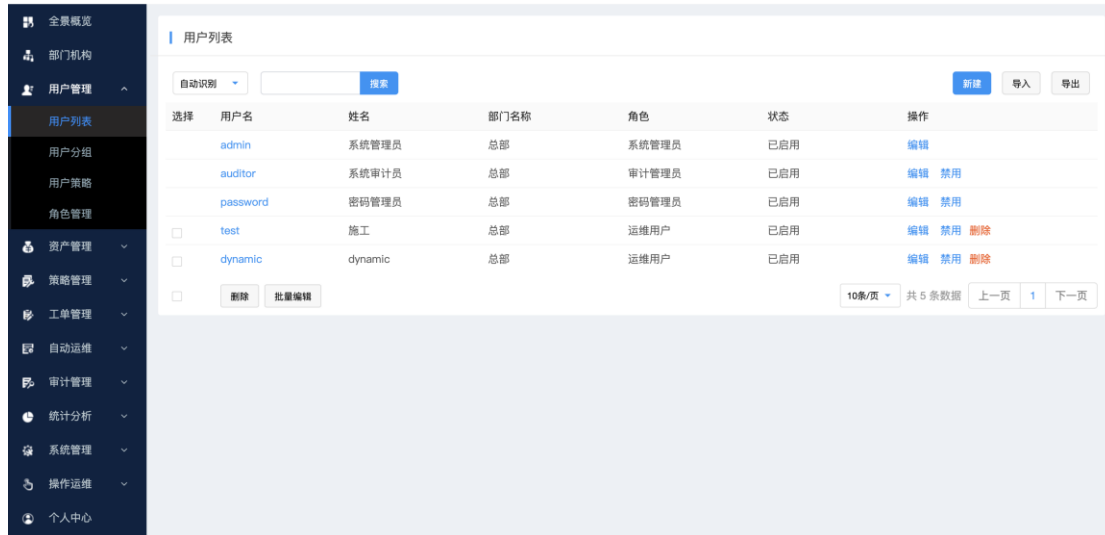 全景概览
部门机构
用户管理
用户列表
用户分组
用户策略
角色管理
资产管理
策略管理
工单管理
自动运维
审计管理
统计分析
系统管理
操作运维
个人中心
用户列表
自动识别 搜索 新建 导入 导出
选择 用户名 姓名 部门名称 角色 状态 操作
admin 系统管理员 总部 系统管理员 已启用 编辑
auditor 系统审计员 总部 审计管理员 已启用 编辑 禁用
password 密码管理员 总部 密码管理员 已启用 编辑 禁用
test 施工 总部 运维用户 已启用 编辑 禁用 删除
dynamic dynamic 总部 运维用户 已启用 编辑 禁用 删除
删除 批量编辑 10条/页 共 5 条数据 上一页 1 下一页